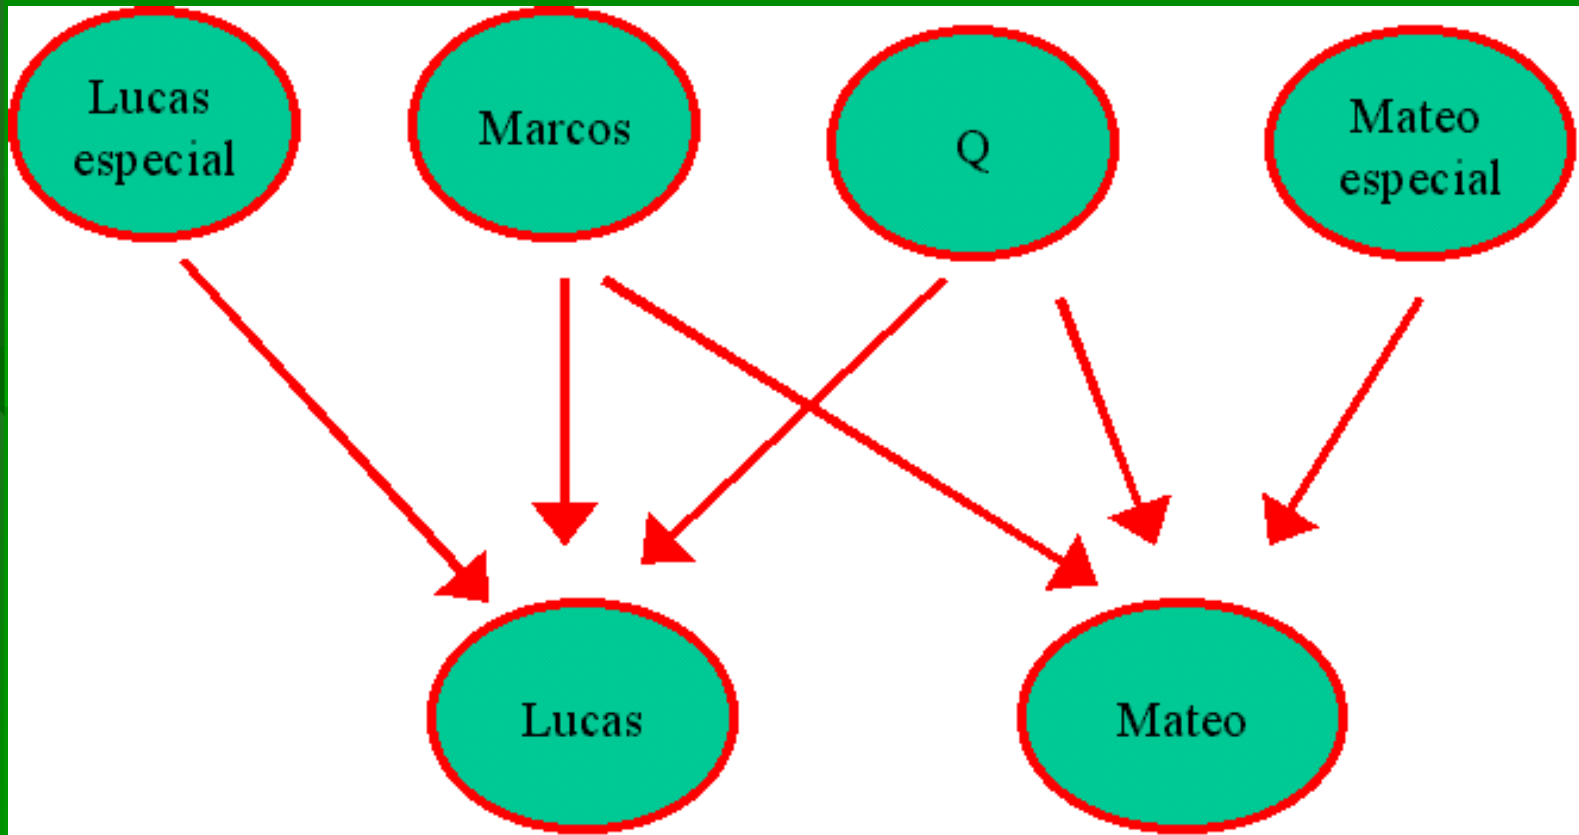 Lucas
especial
Marcos
Q
Mateo
especial
Lucas
Mateo